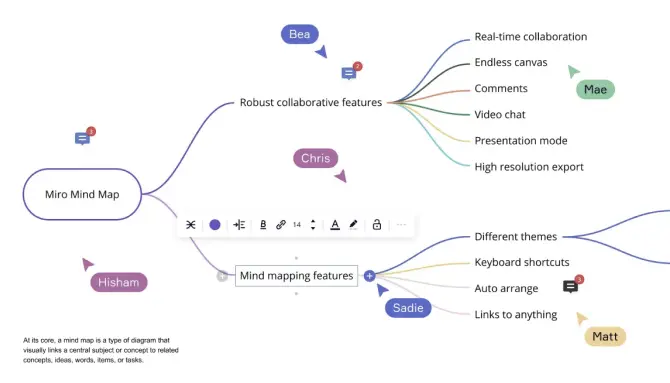 Bea
2
Real-time collaboration
Endless canvas
Mae
Robust collaborative features
Comments
Video chat
Presentation mode
High resolution export
Chris
Miro Mind Map
B
14
A
Different themes
Mind mapping features
Keyboard shortcuts
Auto arrange
Links to anything
Hisham
Sadie
Matt
At its core, a mind map is a type of diagram that
visually links a central subject or concept to related
concepts, ideas, words, items, or tasks.